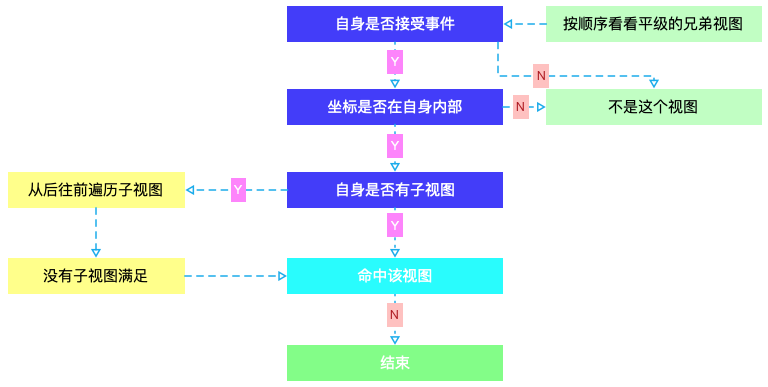 自身是否接受事件
按顺序看看平级的兄弟视图
Y
N
坐标是否在自身内部
N
不是这个视图
Y
从后往前遍历子视图
Y
自身是否有子视图
Y
没有子视图满足
命中该视图
N
结束